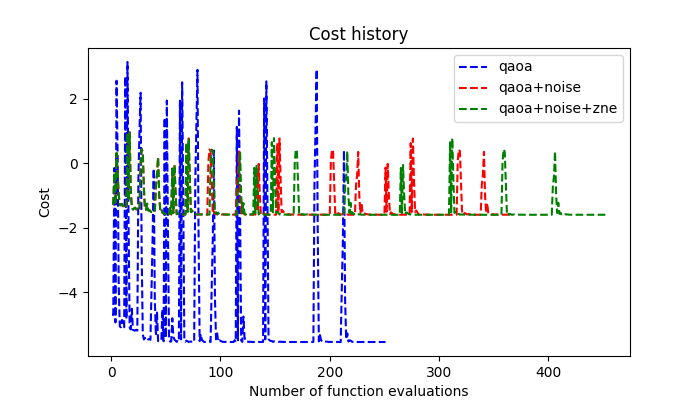 Cost history
qaoa
qaoa+noise
qaoa+noise+zne
Cost
2
0
−2
−4
0 100 200 300 400
Number of function evaluations